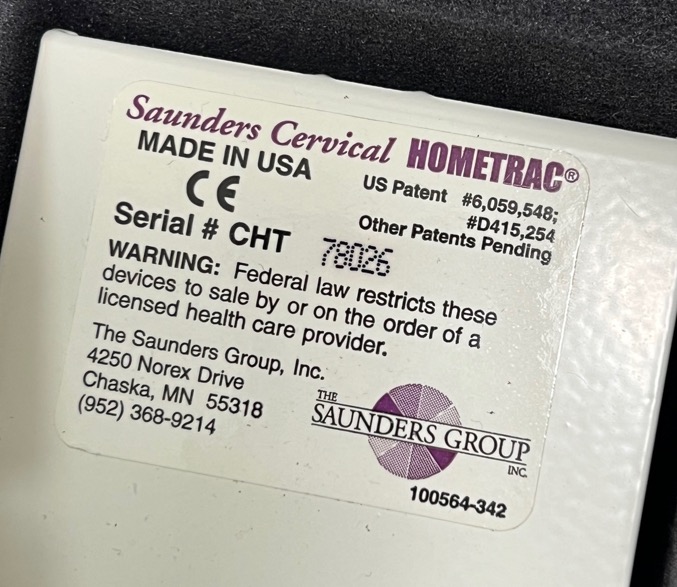 Saunders Cervical HOMETRAC®
MADE IN USA
US Patent #6,059,548;
#D415,254
CE
Other Patents Pending
Serial # CHT 78026
WARNING: Federal law restricts these
devices to sale by or on the order of a
licensed health care provider.
The Saunders Group, Inc.
4250 Norex Drive
Chaska, MN 55318
(952) 368-9214
THE
SAUNDERS GROUP
INC.
100564-342